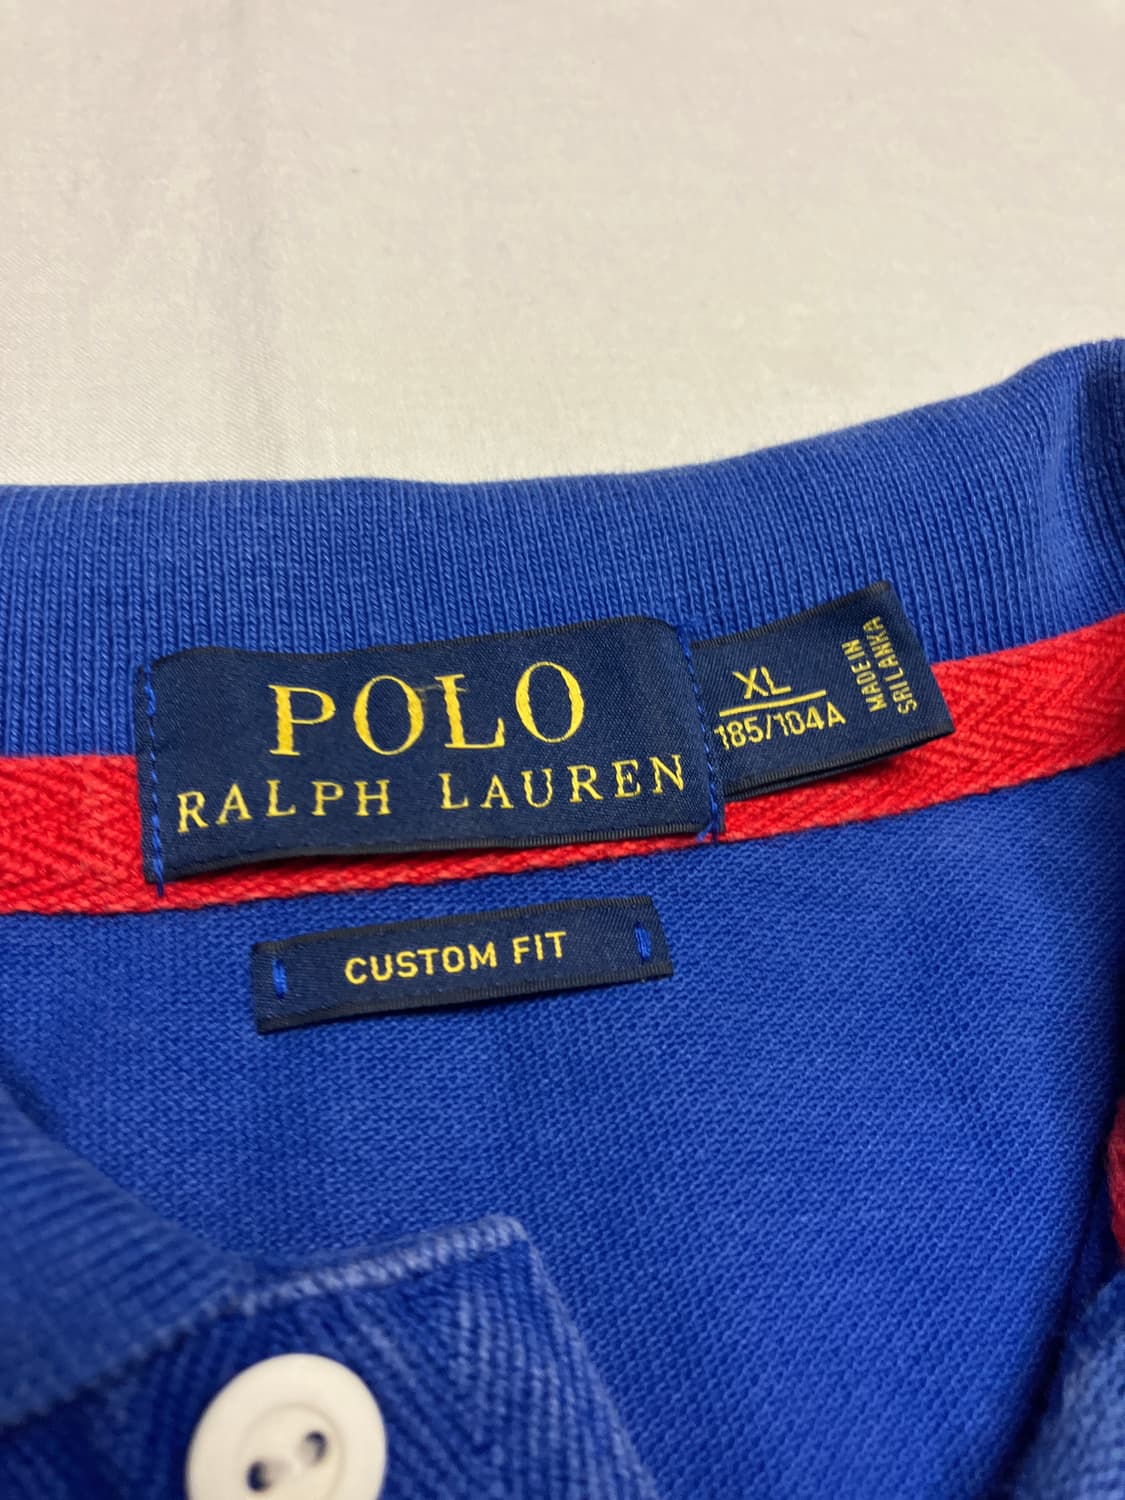 POLO
RALPH LAUREN
XL
185/104A
MADE IN
SRI LANKA
CUSTOM FIT